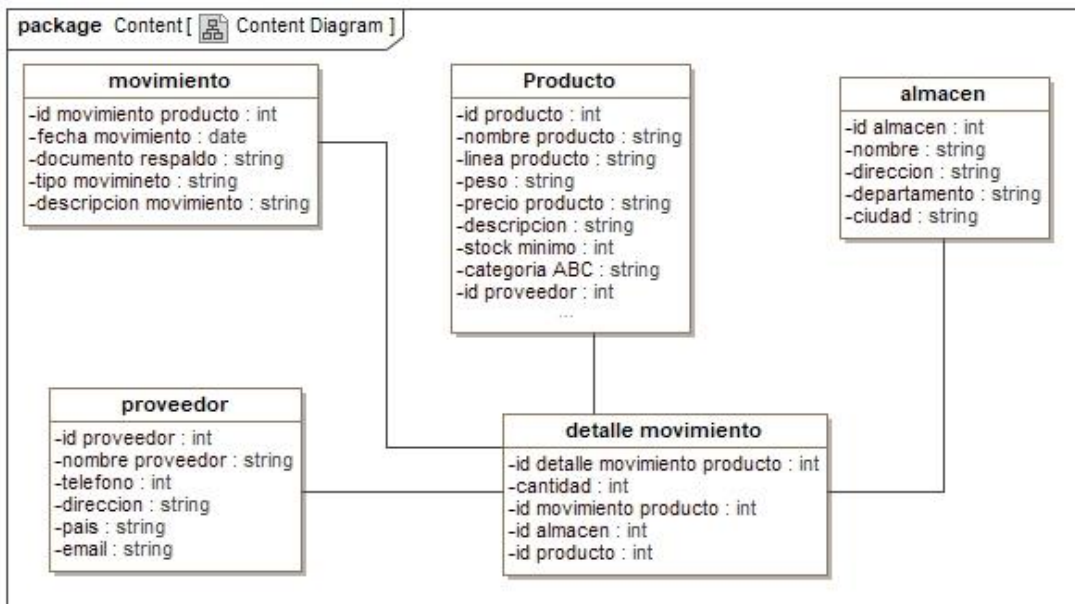 package Content [ Content Diagram ]
movimiento
-id movimiento producto : int
-fecha movimiento : date
-documento respaldo : string
-tipo movimineto : string
-descripcion movimiento : string
Producto
-id producto : int
-nombre producto : string
-linea producto : string
-peso : string
-precio producto : string
-descripcion : string
-stock minimo : int
-categoria ABC : string
-id proveedor : int
...
almacen
-id almacen : int
-nombre : string
-direccion : string
-departamento : string
-ciudad : string
proveedor
-id proveedor : int
-nombre proveedor : string
-telefono : int
-direccion : string
-pais : string
-email : string
detalle movimiento
-id detalle movimiento producto : int
-cantidad : int
-id movimiento producto : int
-id almacen : int
-id producto : int